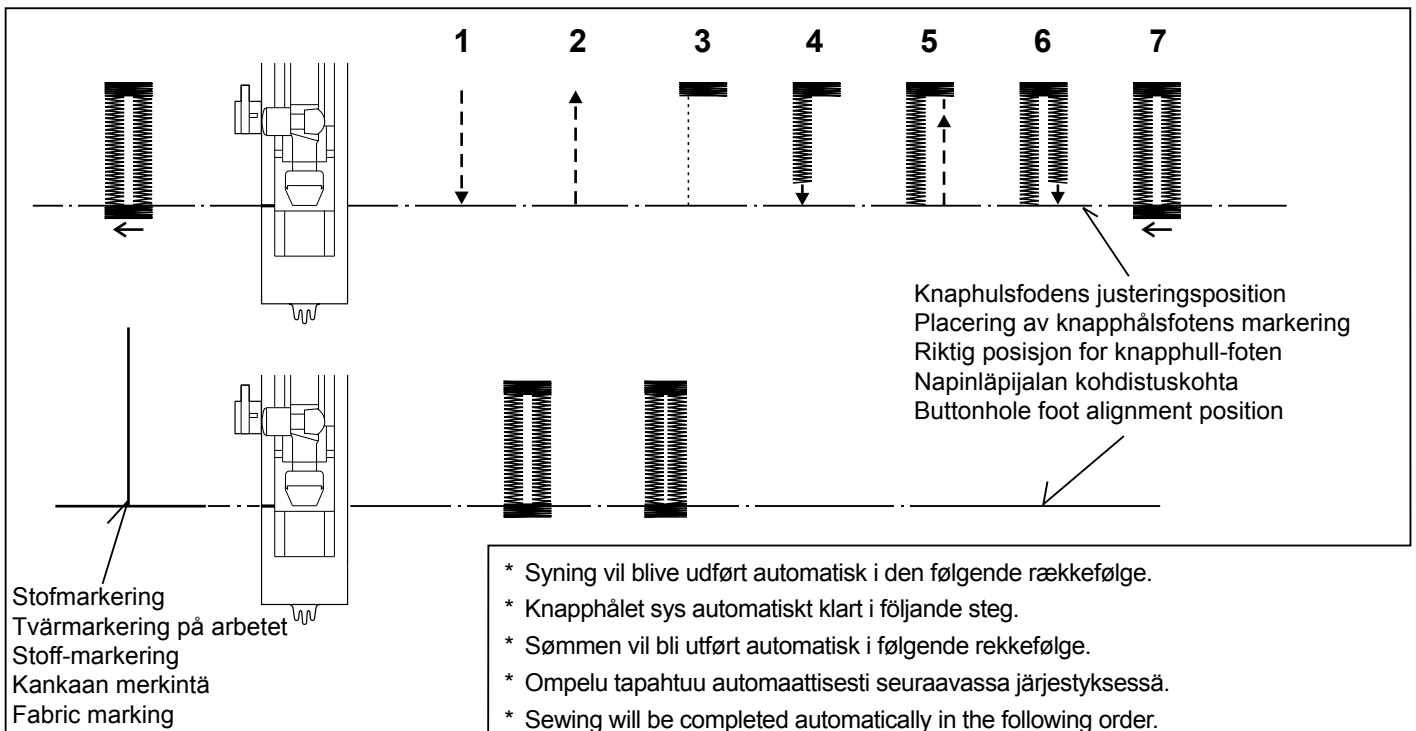 1 2 3 4 5 6 7
Knaphulsfodens justeringsposition
Placering av knapphålsfotens markering
Riktig posisjon for knapphull-foten
Napinläpijalan kohdistuskohta
Buttonhole foot alignment position
Stofmarkering
Tvärmarkering på arbetet
Stoff-markering
Kankaan merkintä
Fabric marking
* Syning vil blive udført automatisk i den følgende rækkefølge.
* Knapphålet sys automatiskt klart i följande steg.
* Sømmen vil bli utført automatisk i følgende rekkefølge.
* Ompelu tapahtuu automaattisesti seuraavassa järjestyksessä.
* Sewing will be completed automatically in the following order.